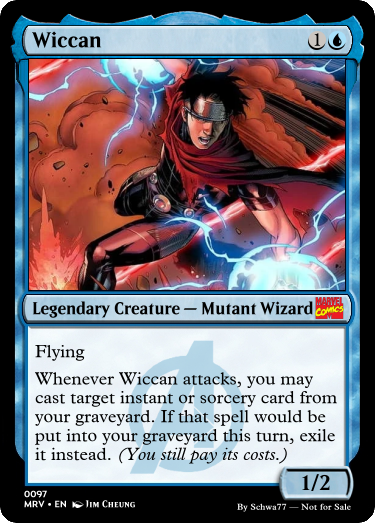 Wiccan 1
Legendary Creature — Mutant Wizard MARVEL COMICS
Flying
Whenever Wiccan attacks, you may
cast target instant or sorcery card from
your graveyard. If that spell would be
put into your graveyard this turn, exile
it instead. (You still pay its costs.)
1/2
0097
MRV • EN JIM CHEUNG
By Schwa77 — Not for Sale